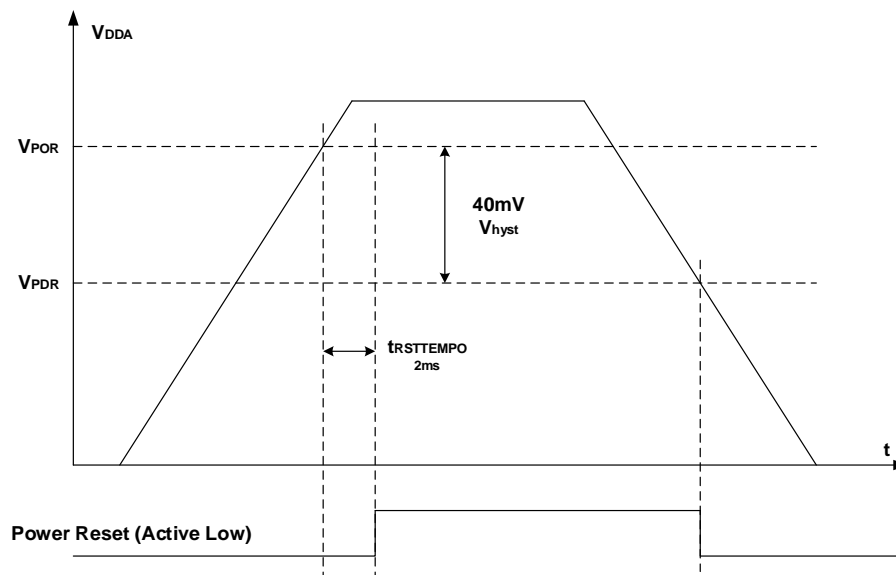 VDDA
VPOR
40mV
Vhyst
VPDR
tRSTTEMPO
2ms
t
Power Reset (Active Low)